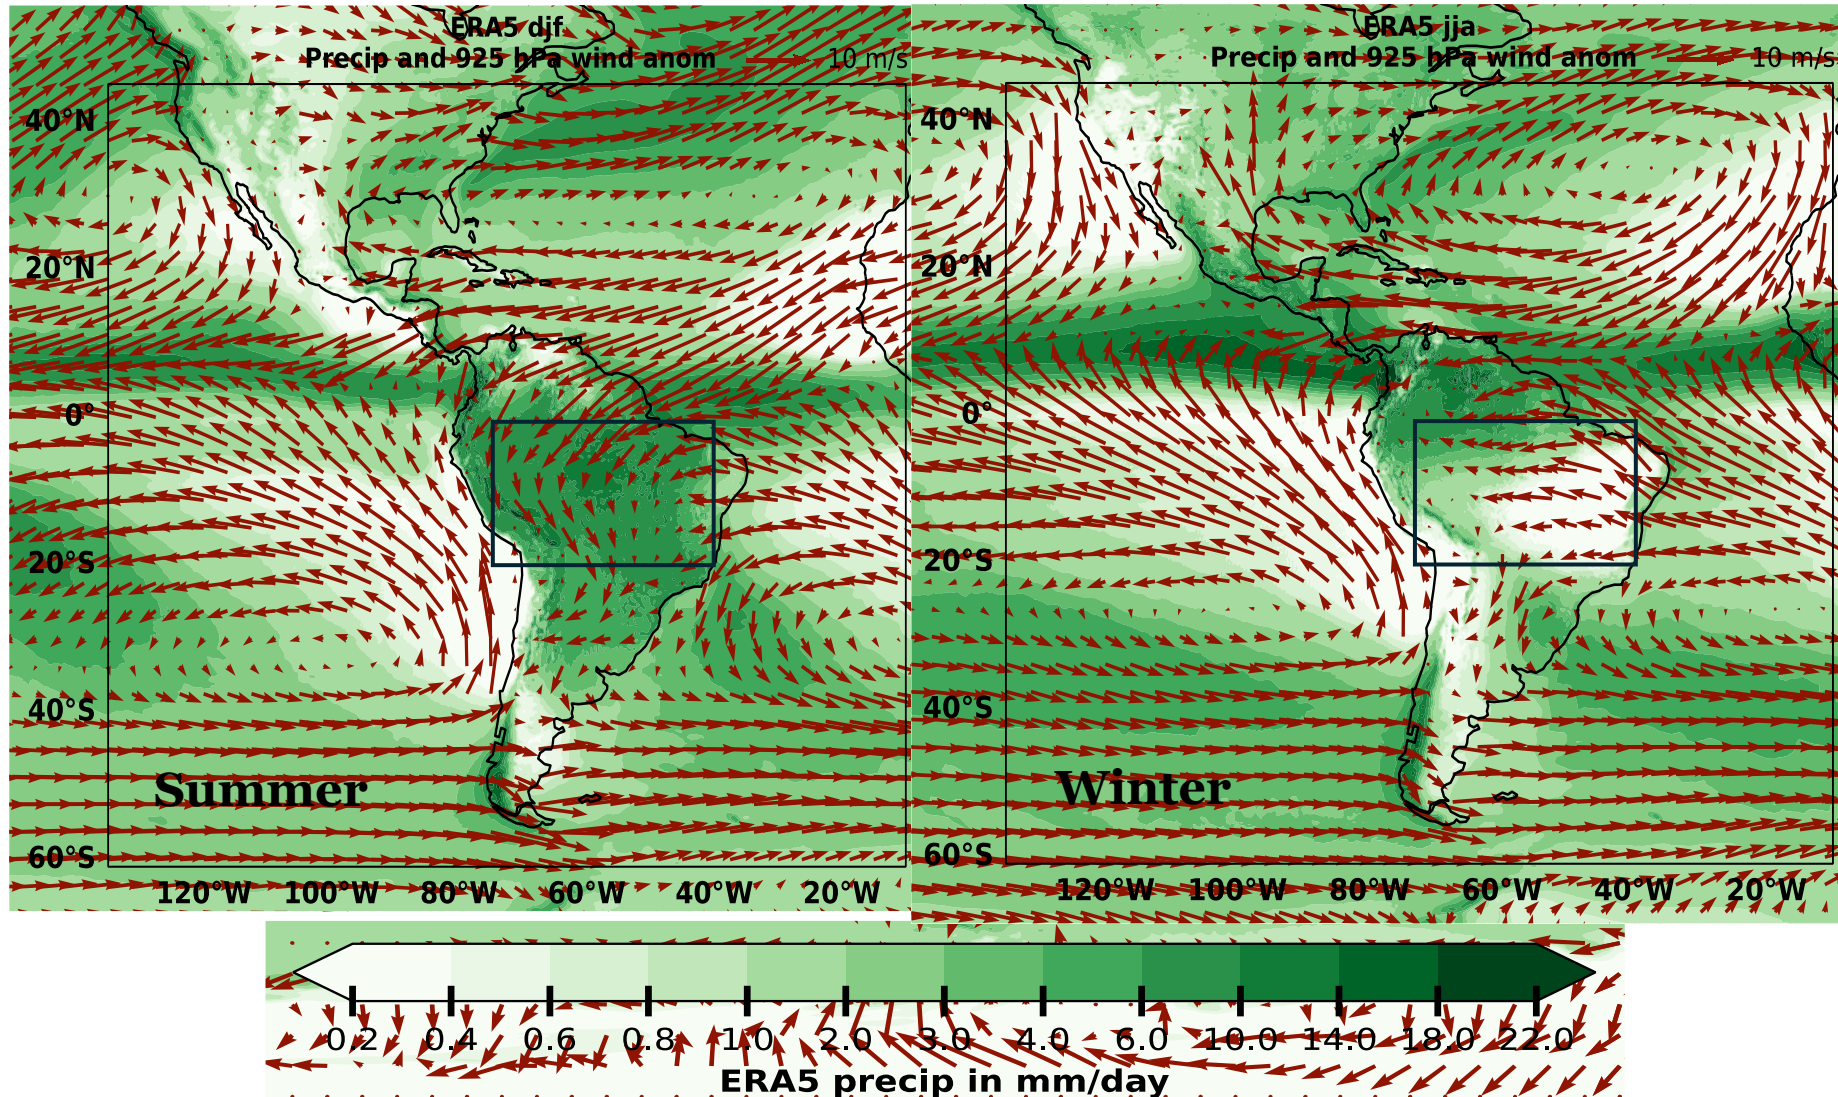 ERA5 djf
Precip and 925 hPa wind anom
10 m/s
40°N
20°N
0°
20°S
40°S
60°S
Summer
120°W 100°W 80°W 60°W 40°W 20°W
ERA5 jja
Precip and 925 hPa wind anom
10 m/s
40°N
20°N
0°
20°S
40°S
60°S
Winter
120°W 100°W 80°W 60°W 40°W 20°W
0.2 0.4 0.6 0.8 1.0 2.0 3.0 4.0 6.0 10.0 14.0 18.0 22.0
ERA5 precip in mm/day